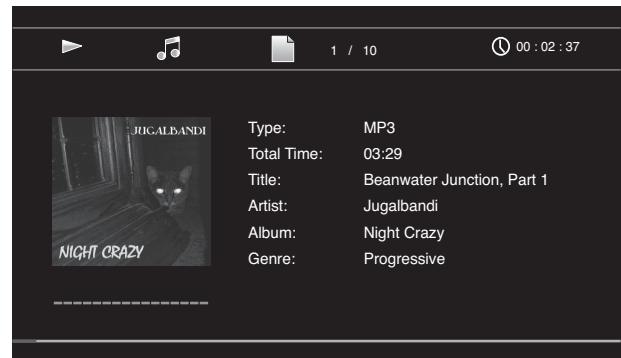 1 / 10
00 : 02 : 37
JUGALBANDI
NIGHT CRAZY
Type: MP3
Total Time: 03:29
Title: Beanwater Junction, Part 1
Artist: Jugalbandi
Album: Night Crazy
Genre: Progressive